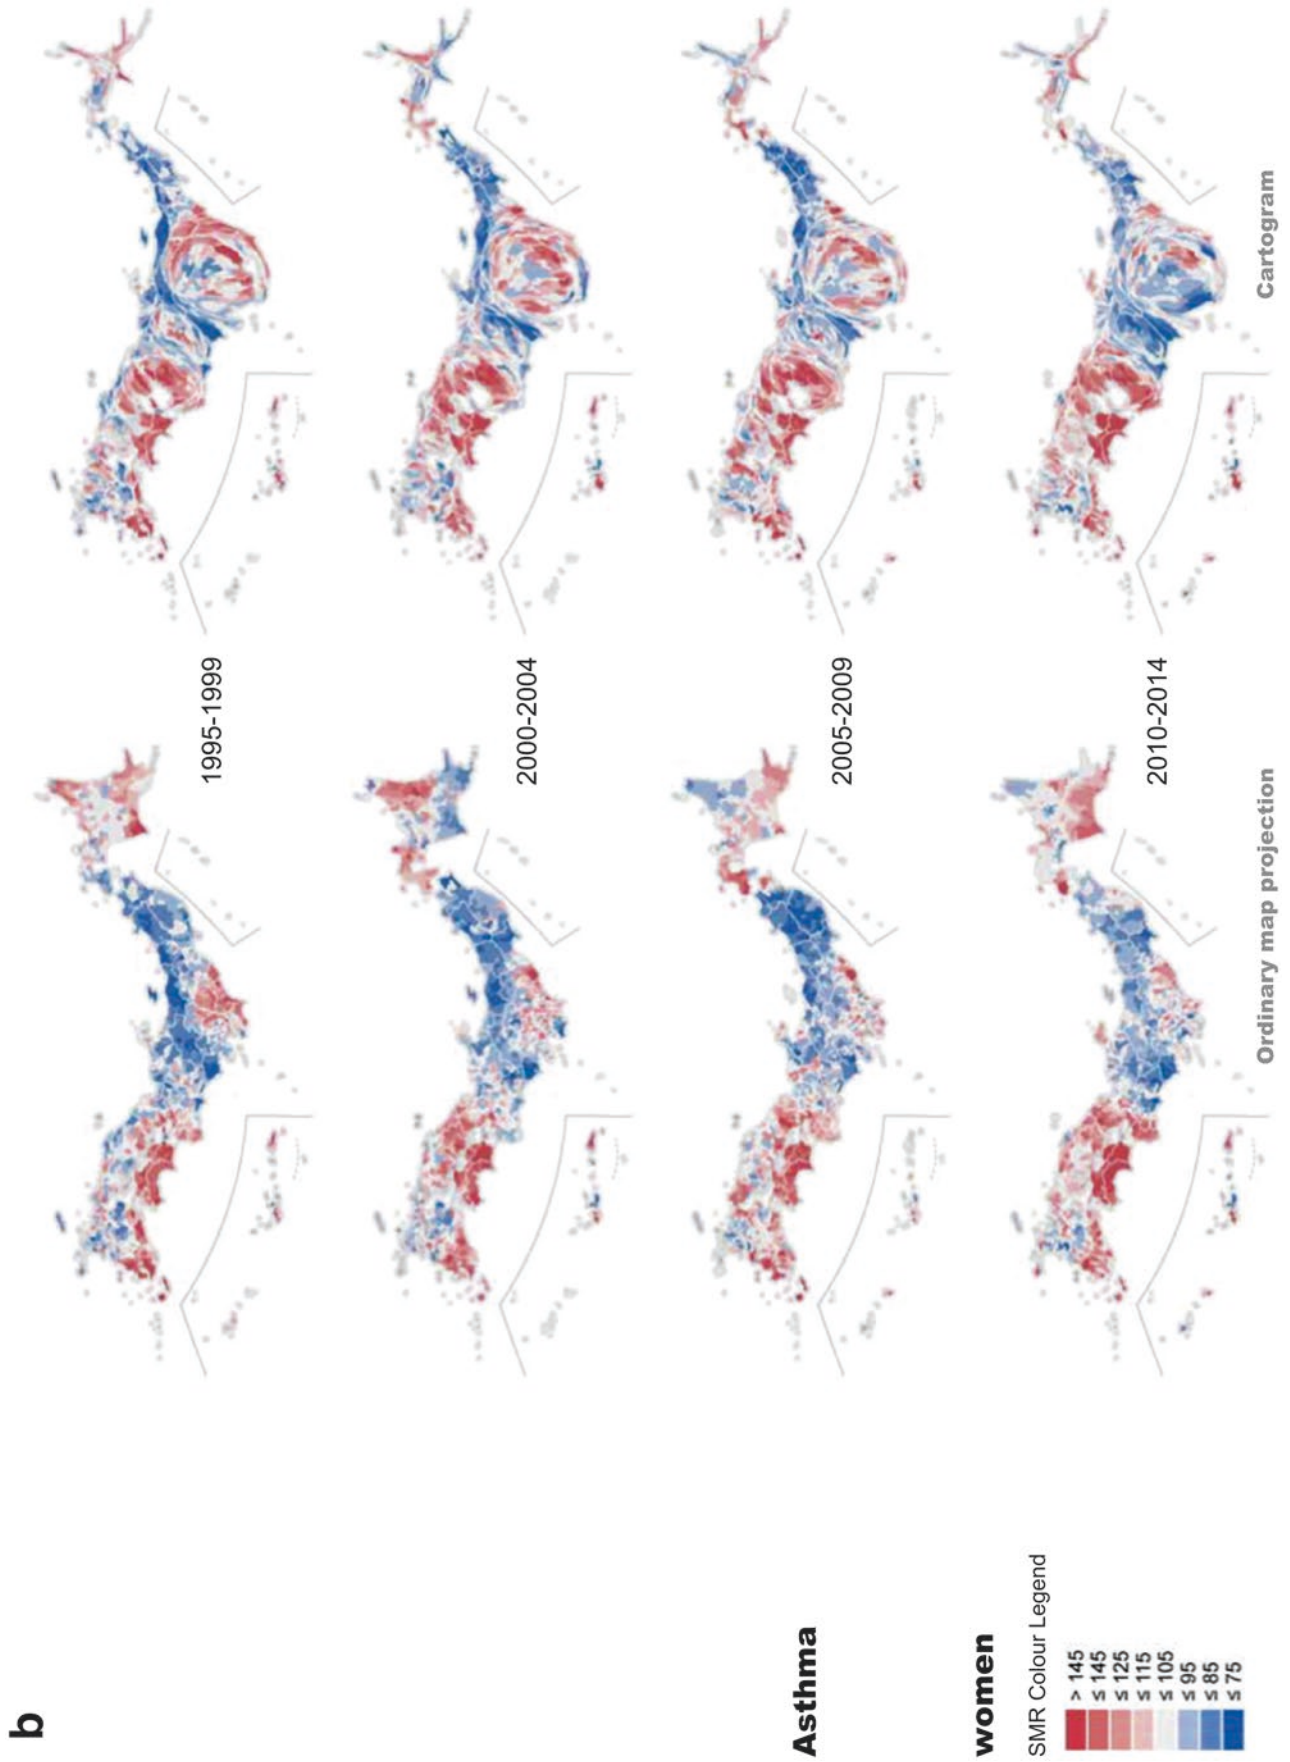 b
Asthma
women
SMR Colour Legend
> 145
≤ 145
≤ 125
≤ 115
≤ 105
≤ 95
≤ 85
≤ 75
1995-1999
2000-2004
2005-2009
2010-2014
Ordinary map projection
Cartogram